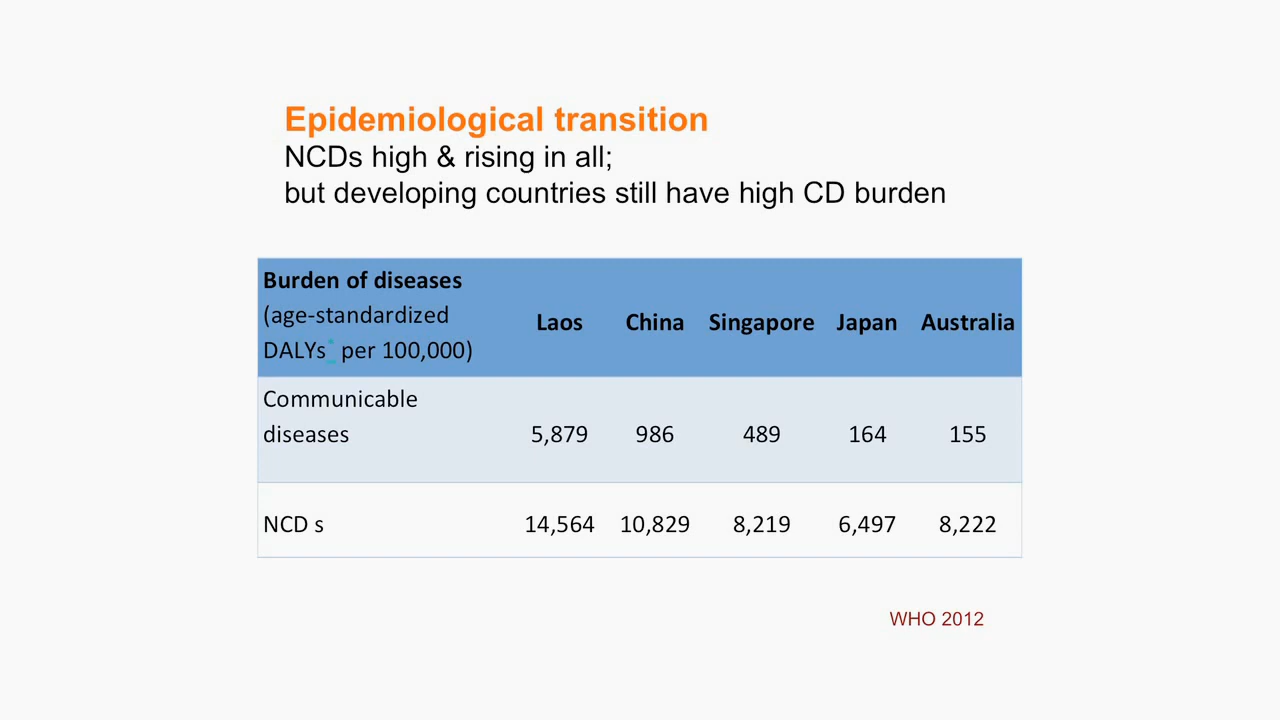 Epidemiological transition
NCDs high & rising in all;
but developing countries still have high CD burden
Burden of diseases
(age-standardized
DALYs* per 100,000)
Laos China Singapore Japan Australia
Communicable
diseases 5,879 986 489 164 155
NCD s 14,564 10,829 8,219 6,497 8,222
WHO 2012